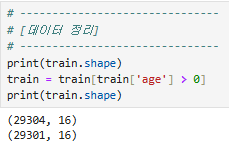 # ------------------------------
# [데이터 정리]
# ------------------------------
print(train.shape)
train = train[train['age'] > 0]
print(train.shape)
(29304, 16)
(29301, 16)